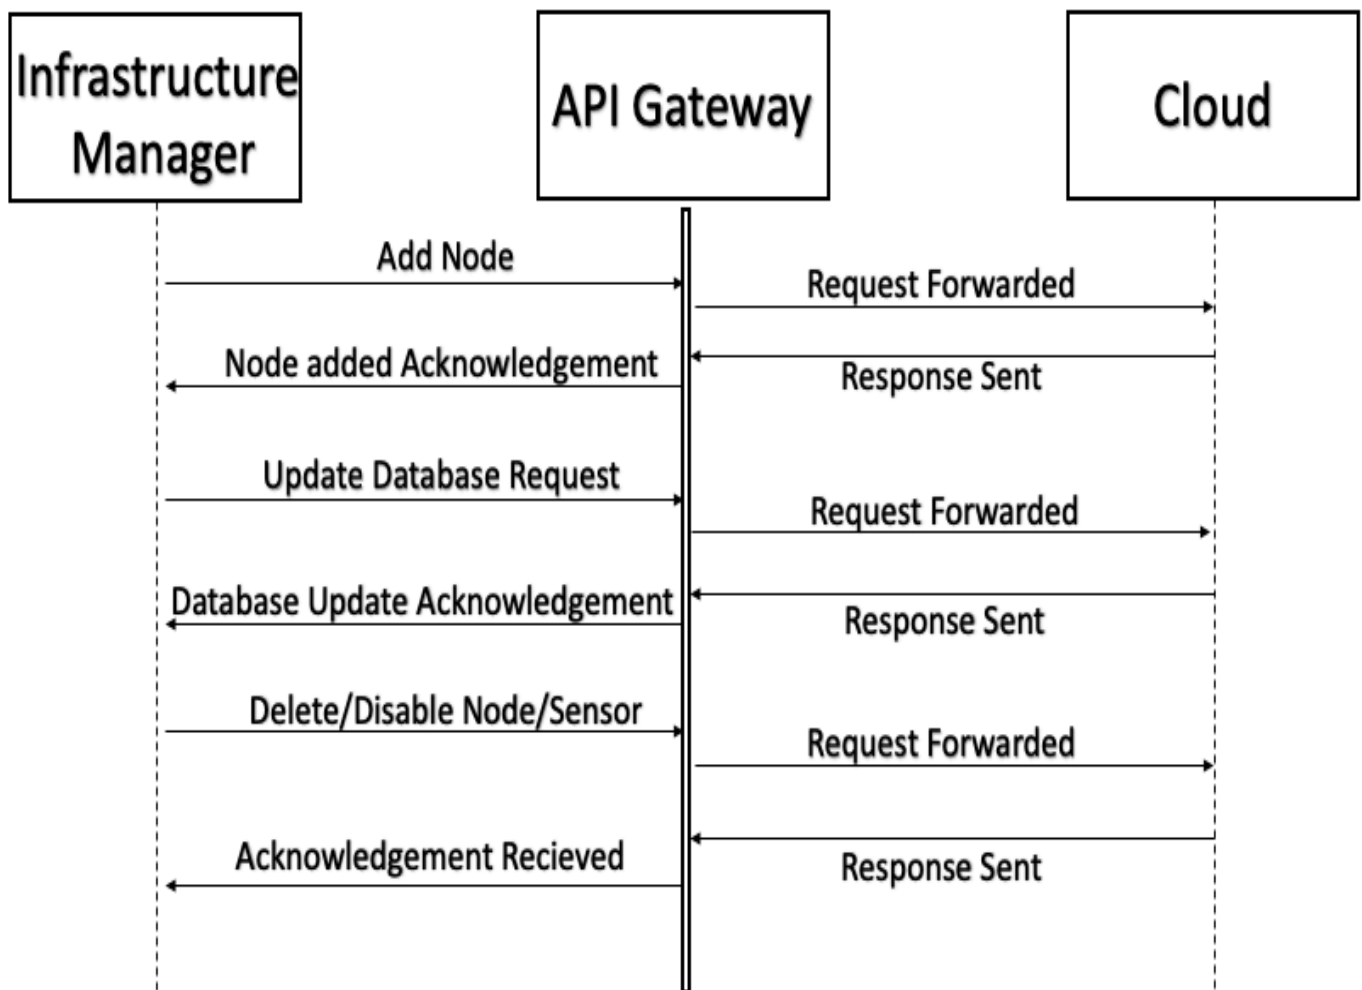 Infrastructure
Manager
API Gateway
Cloud
Add Node
Request Forwarded
Response Sent
Node added Acknowledgement
Update Database Request
Request Forwarded
Response Sent
Database Update Acknowledgement
Delete/Disable Node/Sensor
Request Forwarded
Response Sent
Acknowledgement Recieved